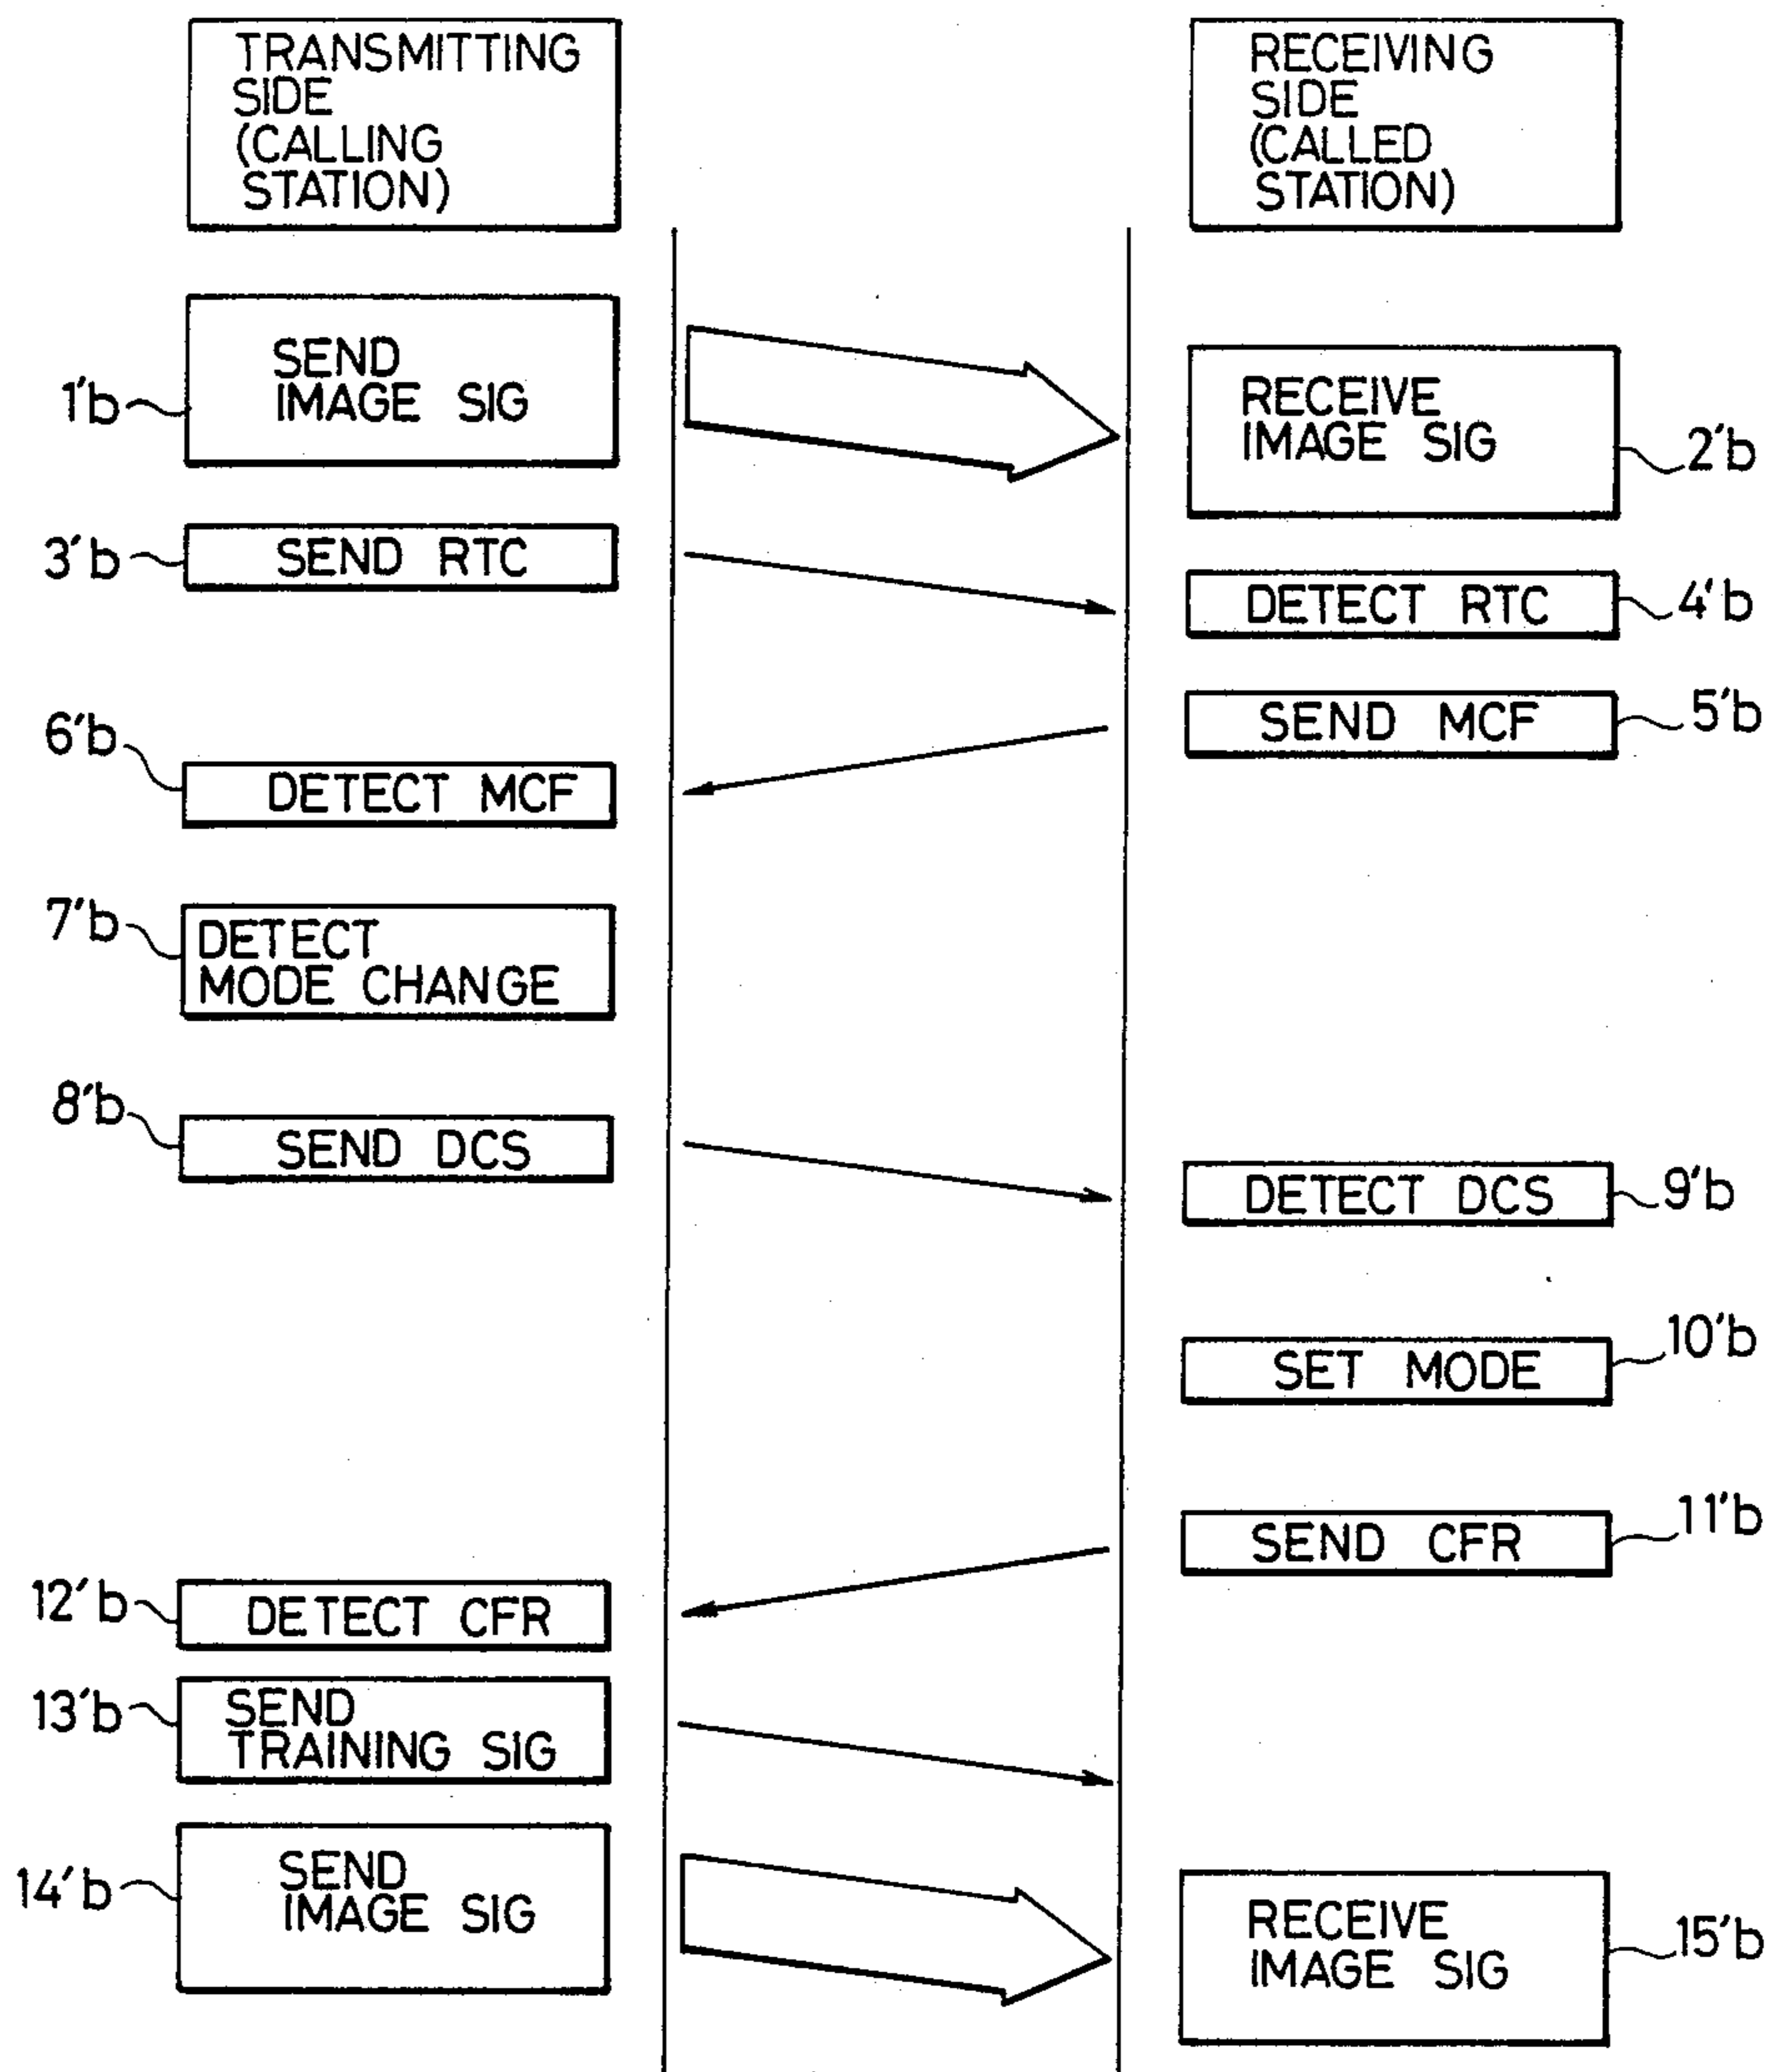 TRANSMITTING
SIDE
(CALLING
STATION)
RECEIVING
SIDE
(CALLED
STATION)
1'b
SEND
IMAGE SIG
RECEIVE
IMAGE SIG
2'b
3'b
SEND RTC
DETECT RTC
4'b
SEND MCF
5'b
6'b
DETECT MCF
7'b
DETECT
MODE CHANGE
8'b
SEND DCS
DETECT DCS
9'b
SET MODE
10'b
SEND CFR
11'b
12'b
DETECT CFR
13'b
SEND
TRAINING SIG
14'b
SEND
IMAGE SIG
RECEIVE
IMAGE SIG
15'b